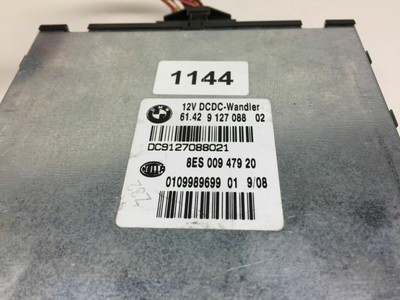 1144
12V DCDC-Wandler
61.42 9 127 088 02
DC9127088021
8ES 009 479 20
HELLA
0109989699 01 9/08